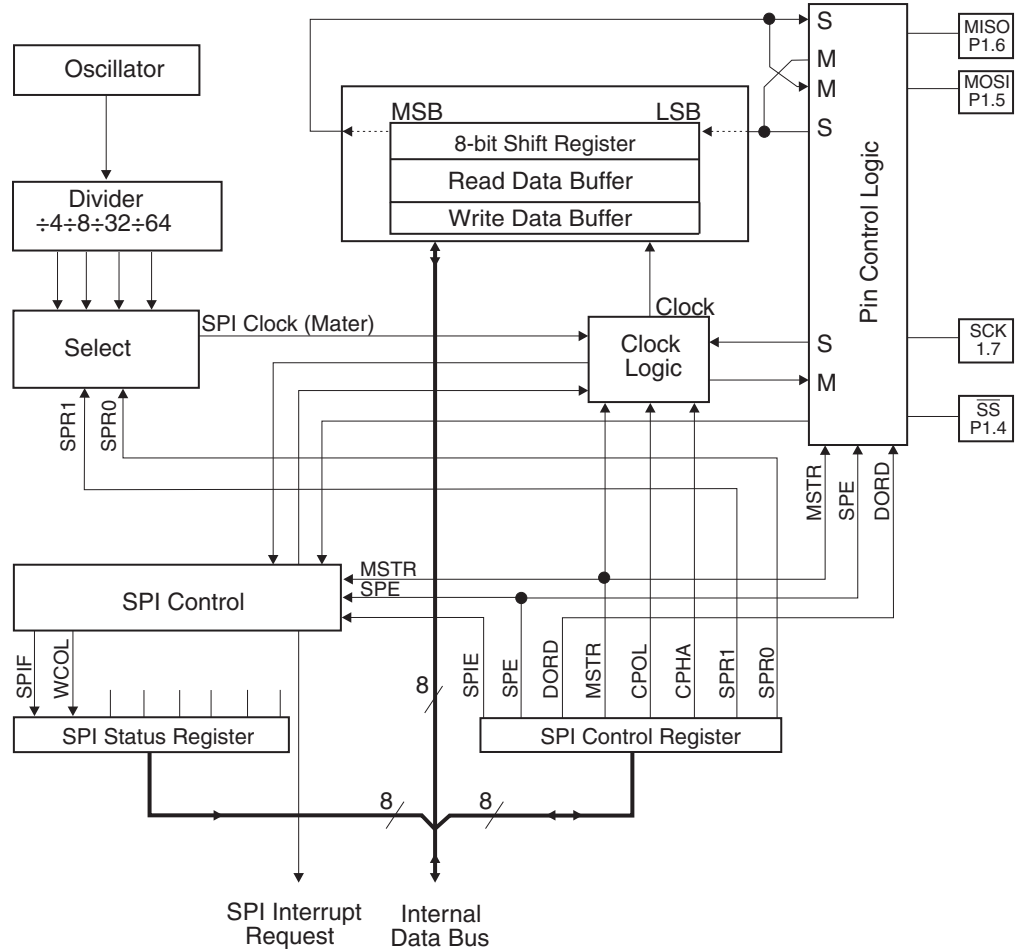 Oscillator
Divider
÷4÷8÷32÷64
Select
SPI Clock (Mater)
SPR1
SPR0
MSB
LSB
8-bit Shift Register
Read Data Buffer
Write Data Buffer
Clock
Clock
Logic
S
M
M
S
S
M
Pin Control Logic
MISO
P1.6
MOSI
P1.5
SCK
1.7
SS
P1.4
MSTR
SPE
DORD
SPI Control
MSTR
SPE
SPIF
WCOL
SPI Status Register
8
SPIE
SPE
DORD
MSTR
CPOL
CPHA
SPR1
SPR0
SPI Control Register
8
8
SPI Interrupt
Request
Internal
Data Bus